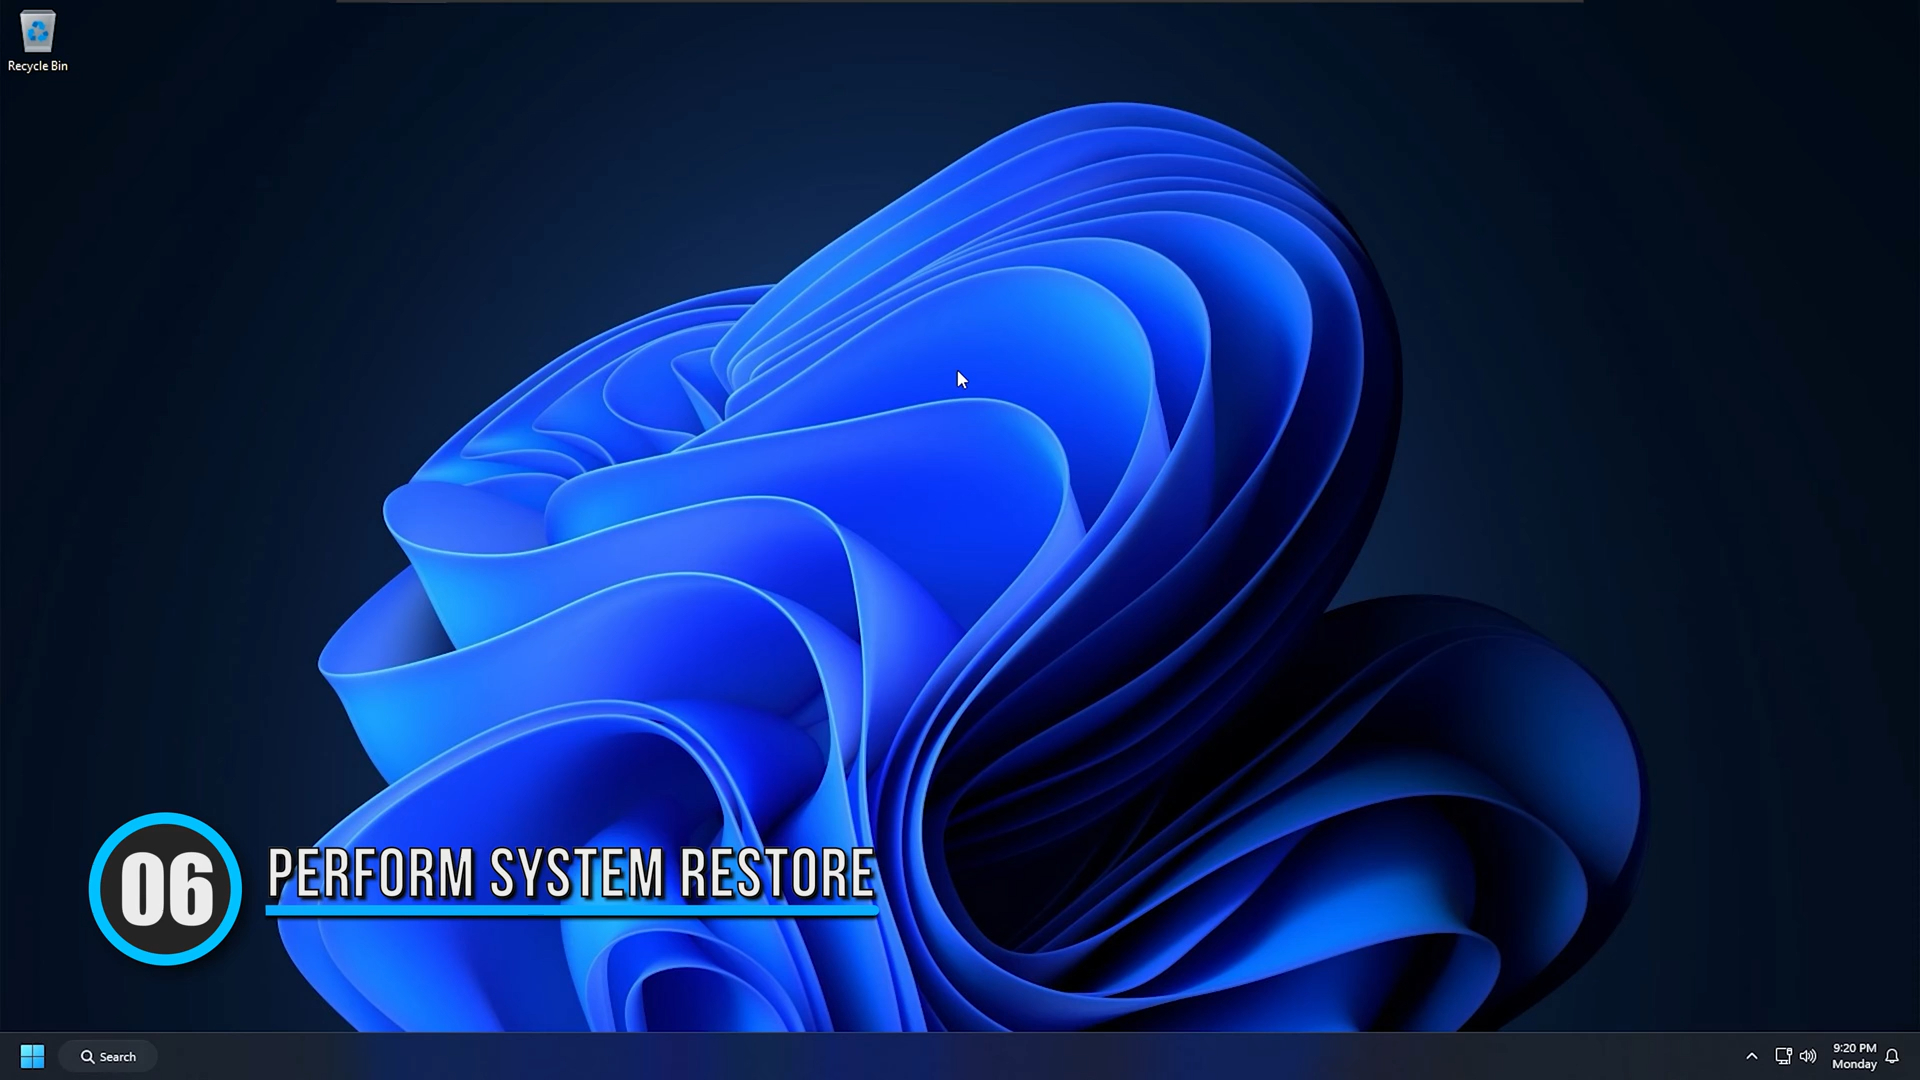 Recycle Bin
06
PERFORM SYSTEM RESTORE
Search
9:20 PM
Monday